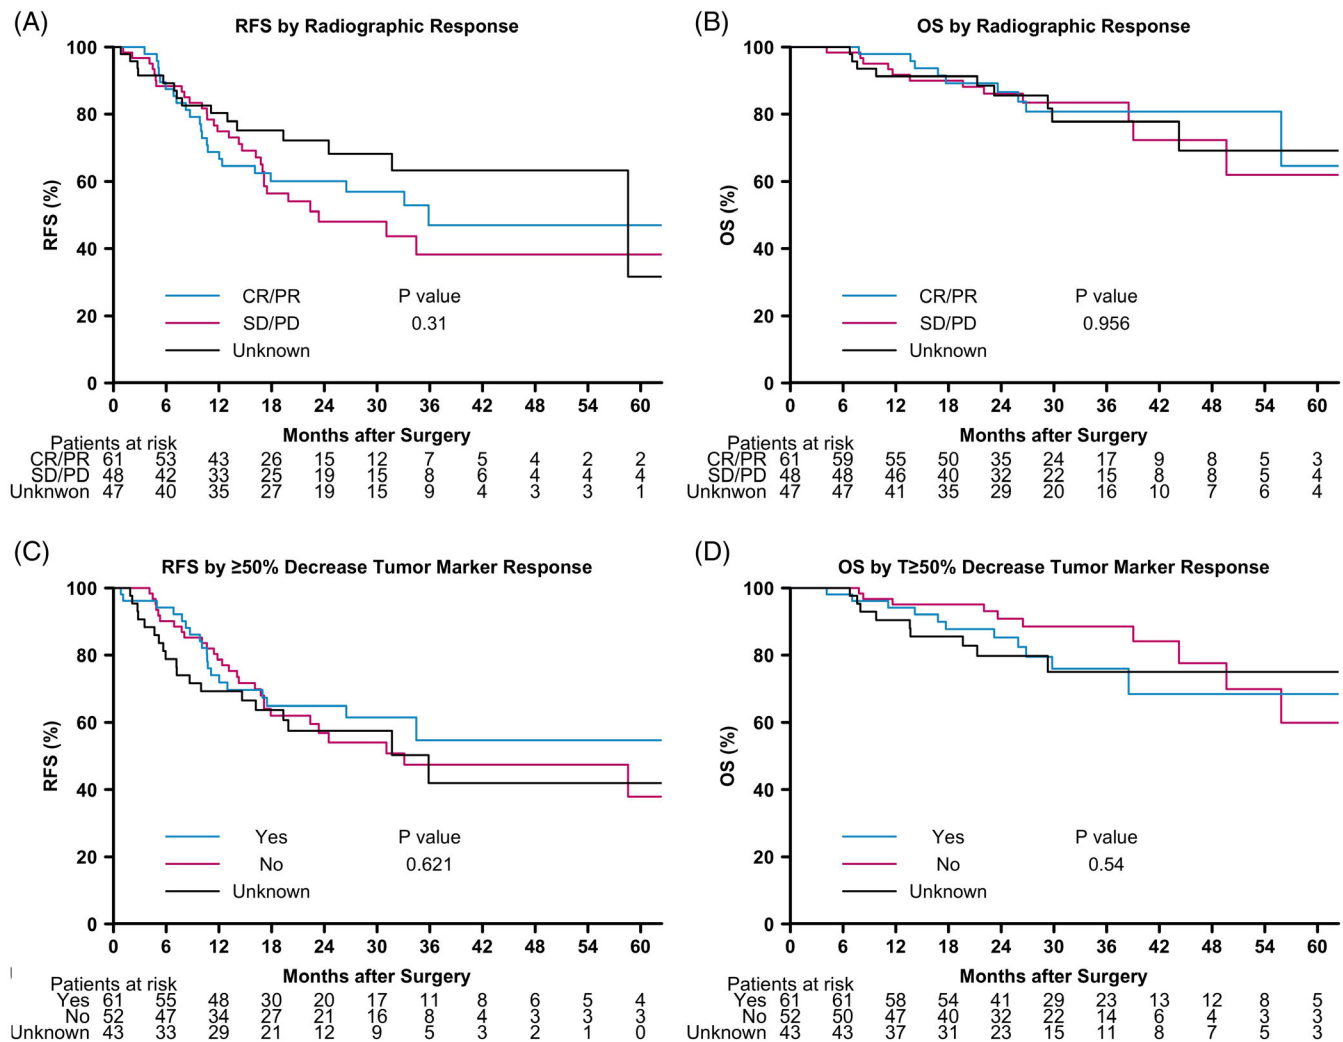 (A)
RFS by Radiographic Response
100
80
60
40
20
0
RFS (%)
CR/PR P value
SD/PD 0.31
Unknown
0 6 12 18 24 30 36 42 48 54 60
Months after Surgery
Patients at risk
CR/PR 61 53 43 26 15 12 7 5 4 2 2
SD/PD 48 42 33 25 19 15 8 6 4 4 4
Unknwon 47 40 35 27 19 15 9 4 3 3 1
(B)
OS by Radiographic Response
100
80
60
40
20
0
OS (%)
CR/PR P value
SD/PD 0.956
Unknown
0 6 12 18 24 30 36 42 48 54 60
Months after Surgery
Patients at risk
CR/PR 61 59 55 50 35 24 17 9 8 5 3
SD/PD 48 48 46 40 32 22 15 8 8 5 4
Unknwon 47 47 41 35 29 20 16 10 7 6 4
(C)
RFS by ≥50% Decrease Tumor Marker Response
100
80
60
40
20
0
RFS (%)
Yes P value
No 0.621
Unknown
0 6 12 18 24 30 36 42 48 54 60
Months after Surgery
Patients at risk
Yes 61 55 48 30 20 17 11 8 6 5 4
No 52 47 34 27 21 16 8 4 3 3 3
Unknown 43 33 29 21 12 9 5 3 2 1 0
(D)
OS by T≥50% Decrease Tumor Marker Response
100
80
60
40
20
0
OS (%)
Yes P value
No 0.54
Unknown
0 6 12 18 24 30 36 42 48 54 60
Months after Surgery
Patients at risk
Yes 61 61 58 54 41 29 23 13 12 8 5
No 52 50 47 40 32 22 14 6 4 3 3
Unknown 43 43 37 31 23 15 11 8 7 5 3